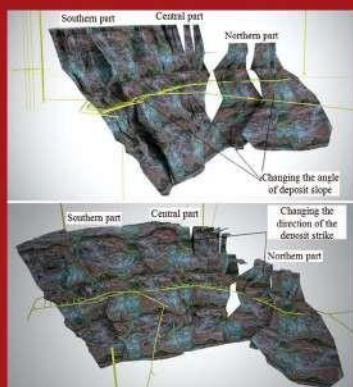 Southern part
Central part
Northern part
Changing the angle
of deposit slope
Southern part
Central part
Changing the
direction of the
deposit strike
Northern part